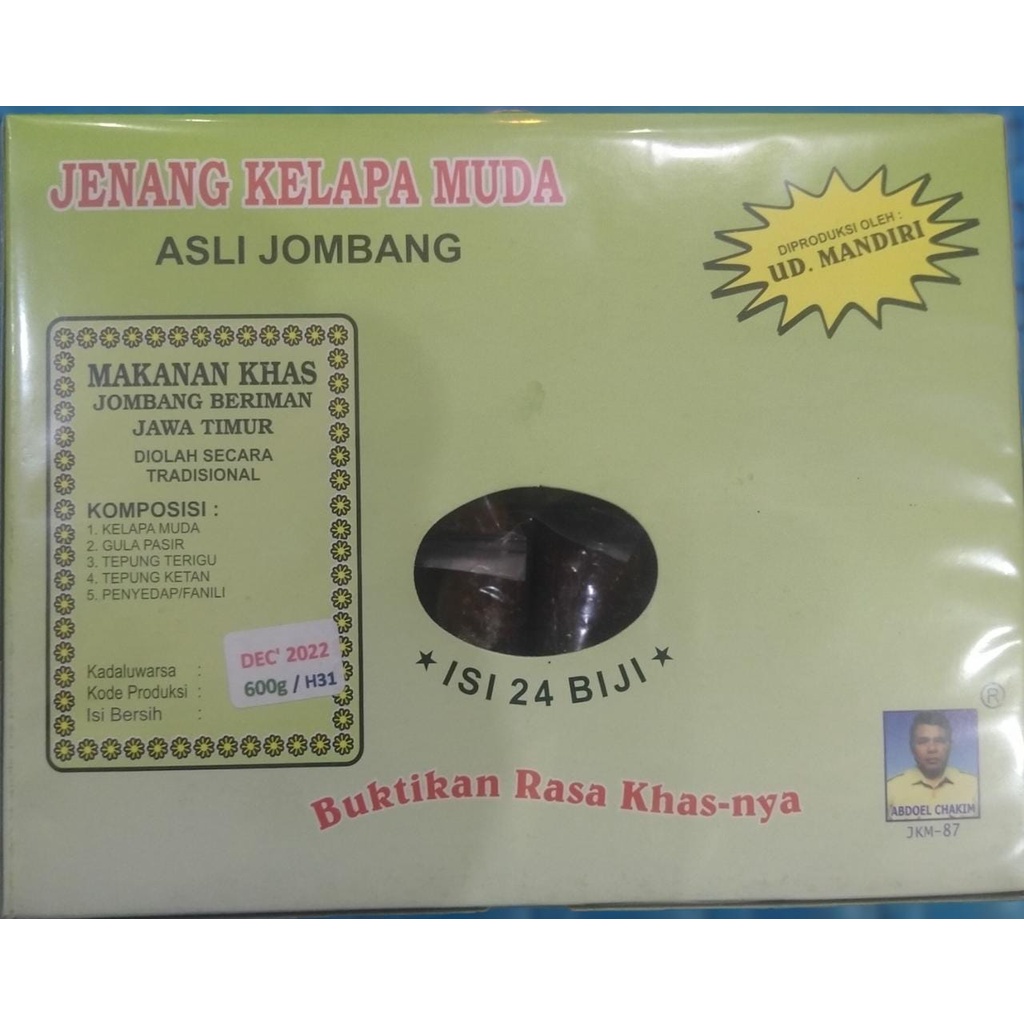 JENANG KELAPA MUDA
ASLI JOMBANG
DIPRODUKSI OLEH :
UD. MANDIRI
MAKANAN KHAS
JOMBANG BERIMAN
JAWA TIMUR
DIOLAH SECARA
TRADISIONAL
KOMPOSISI :
1. KELAPA MUDA
2. GULA PASIR
3. TEPUNG TERIGU
4. TEPUNG KETAN
5. PENYEDAP/FANILI
Kadaluwarsa :
Kode Produksi :
Isi Bersih :
DEC' 2022
600g / H31
★ ISI 24 BIJI ★
Buktikan Rasa Khas-nya
®
ABDOEL CHAKIM
JKM-87